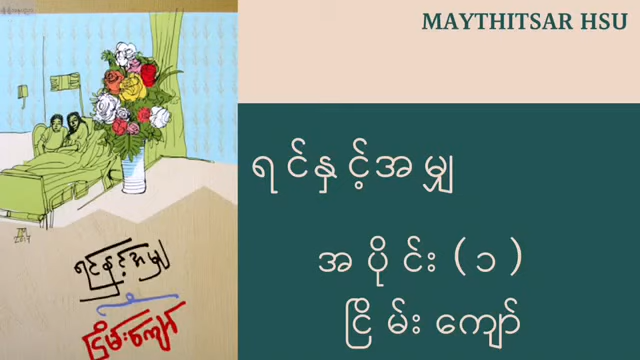 MAYTHITSAR HSU
ရင်နှင့်အမျှ
အပိုင်း (၁)
ငြိမ်းကျော်
ရင်နှင့်အမျှ
ငြိမ်းကျော်